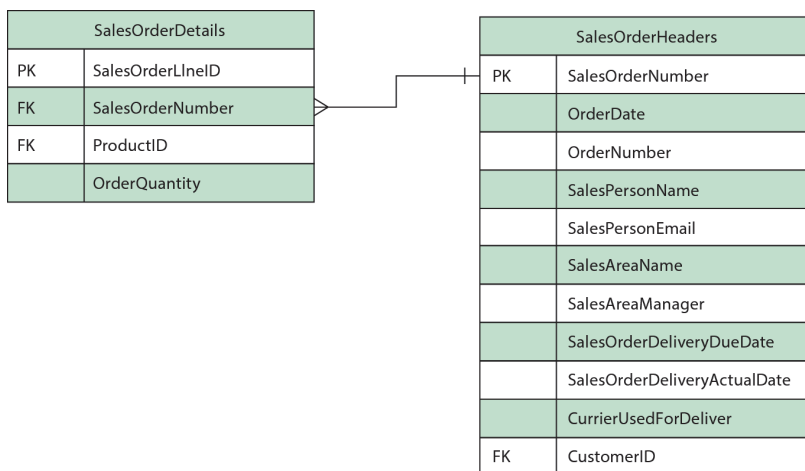 SalesOrderDetails
PK SalesOrderLIneID
FK SalesOrderNumber
FK ProductID
OrderQuantity
SalesOrderHeaders
PK SalesOrderNumber
OrderDate
OrderNumber
SalesPersonName
SalesPersonEmail
SalesAreaName
SalesAreaManager
SalesOrderDeliveryDueDate
SalesOrderDeliveryActualDate
CurrierUsedForDeliver
FK CustomerID